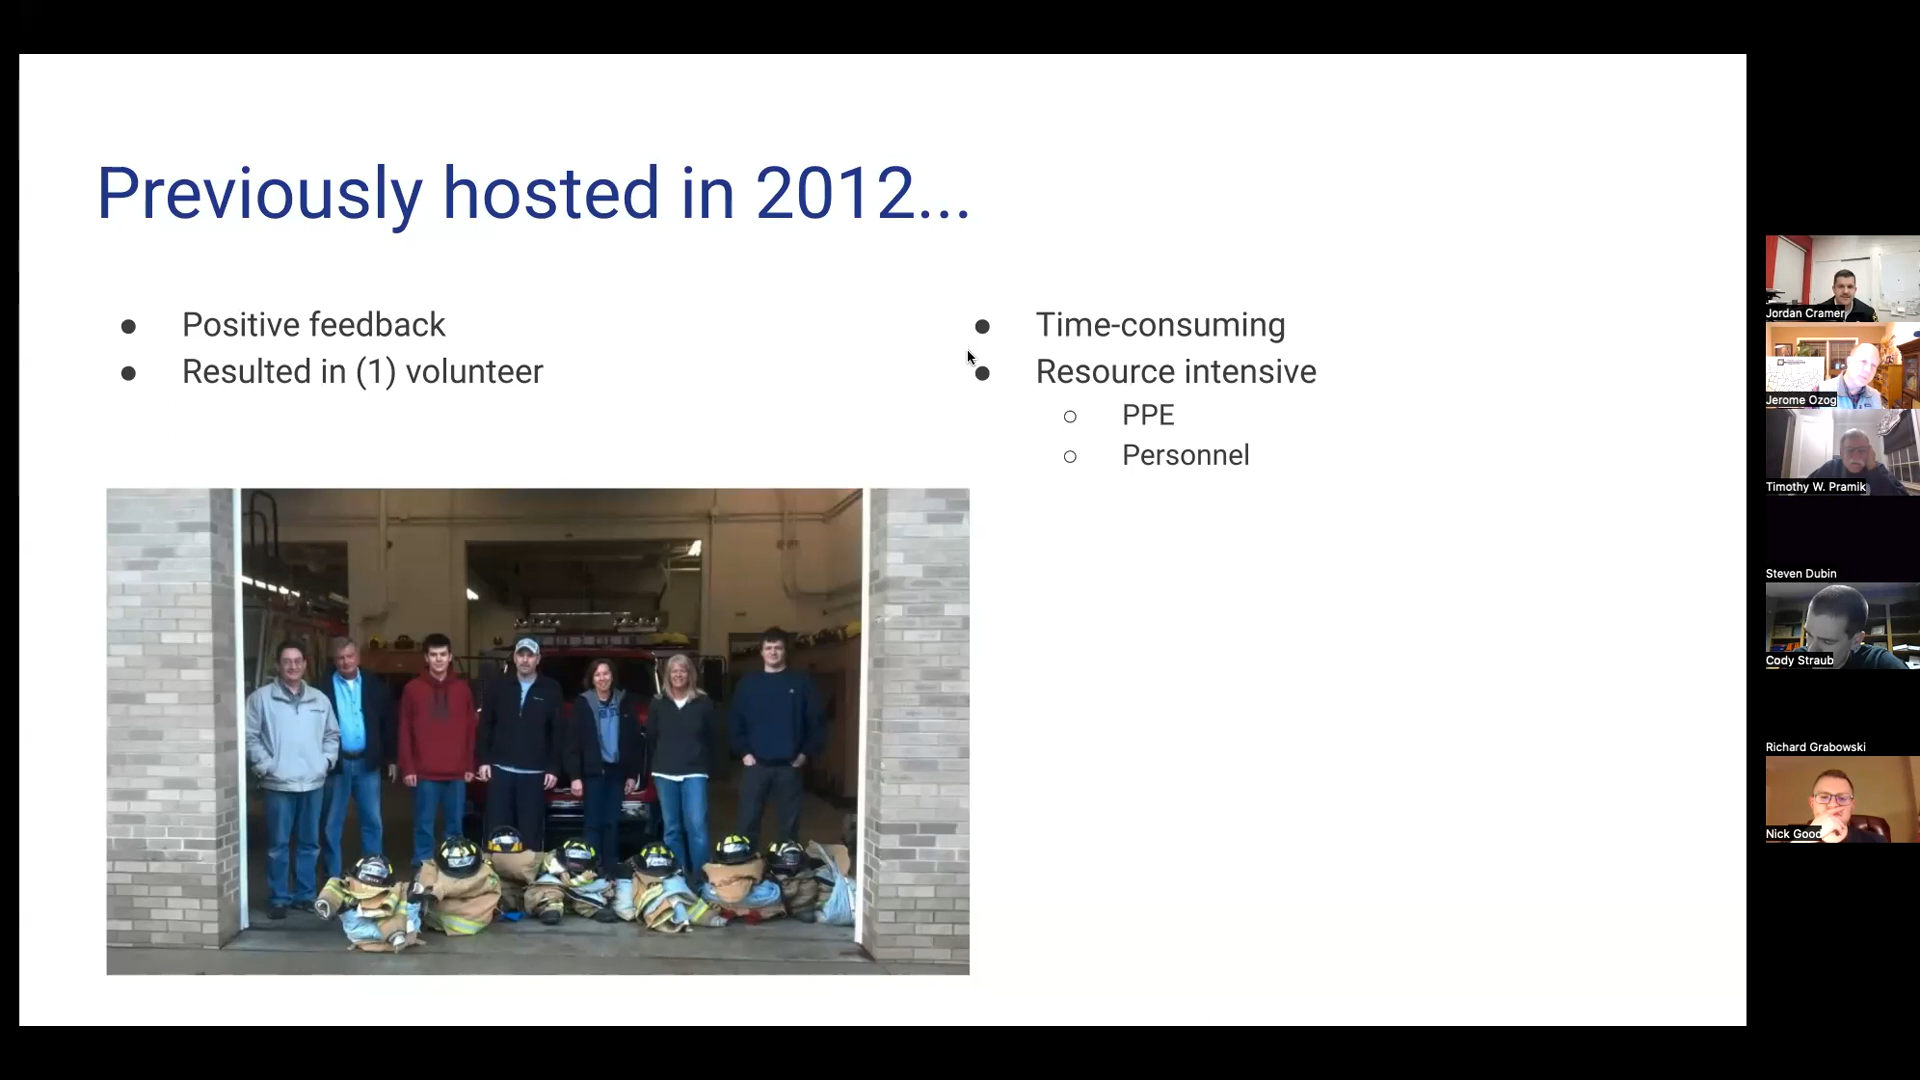 Previously hosted in 2012...
● Positive feedback
● Resulted in (1) volunteer
● Time-consuming
● Resource intensive
○ PPE
○ Personnel
Jordan Cramer
Jerome Ozog
Timothy W. Pramik
Steven Dubin
Cody Straub
Richard Grabowski
Nick Good